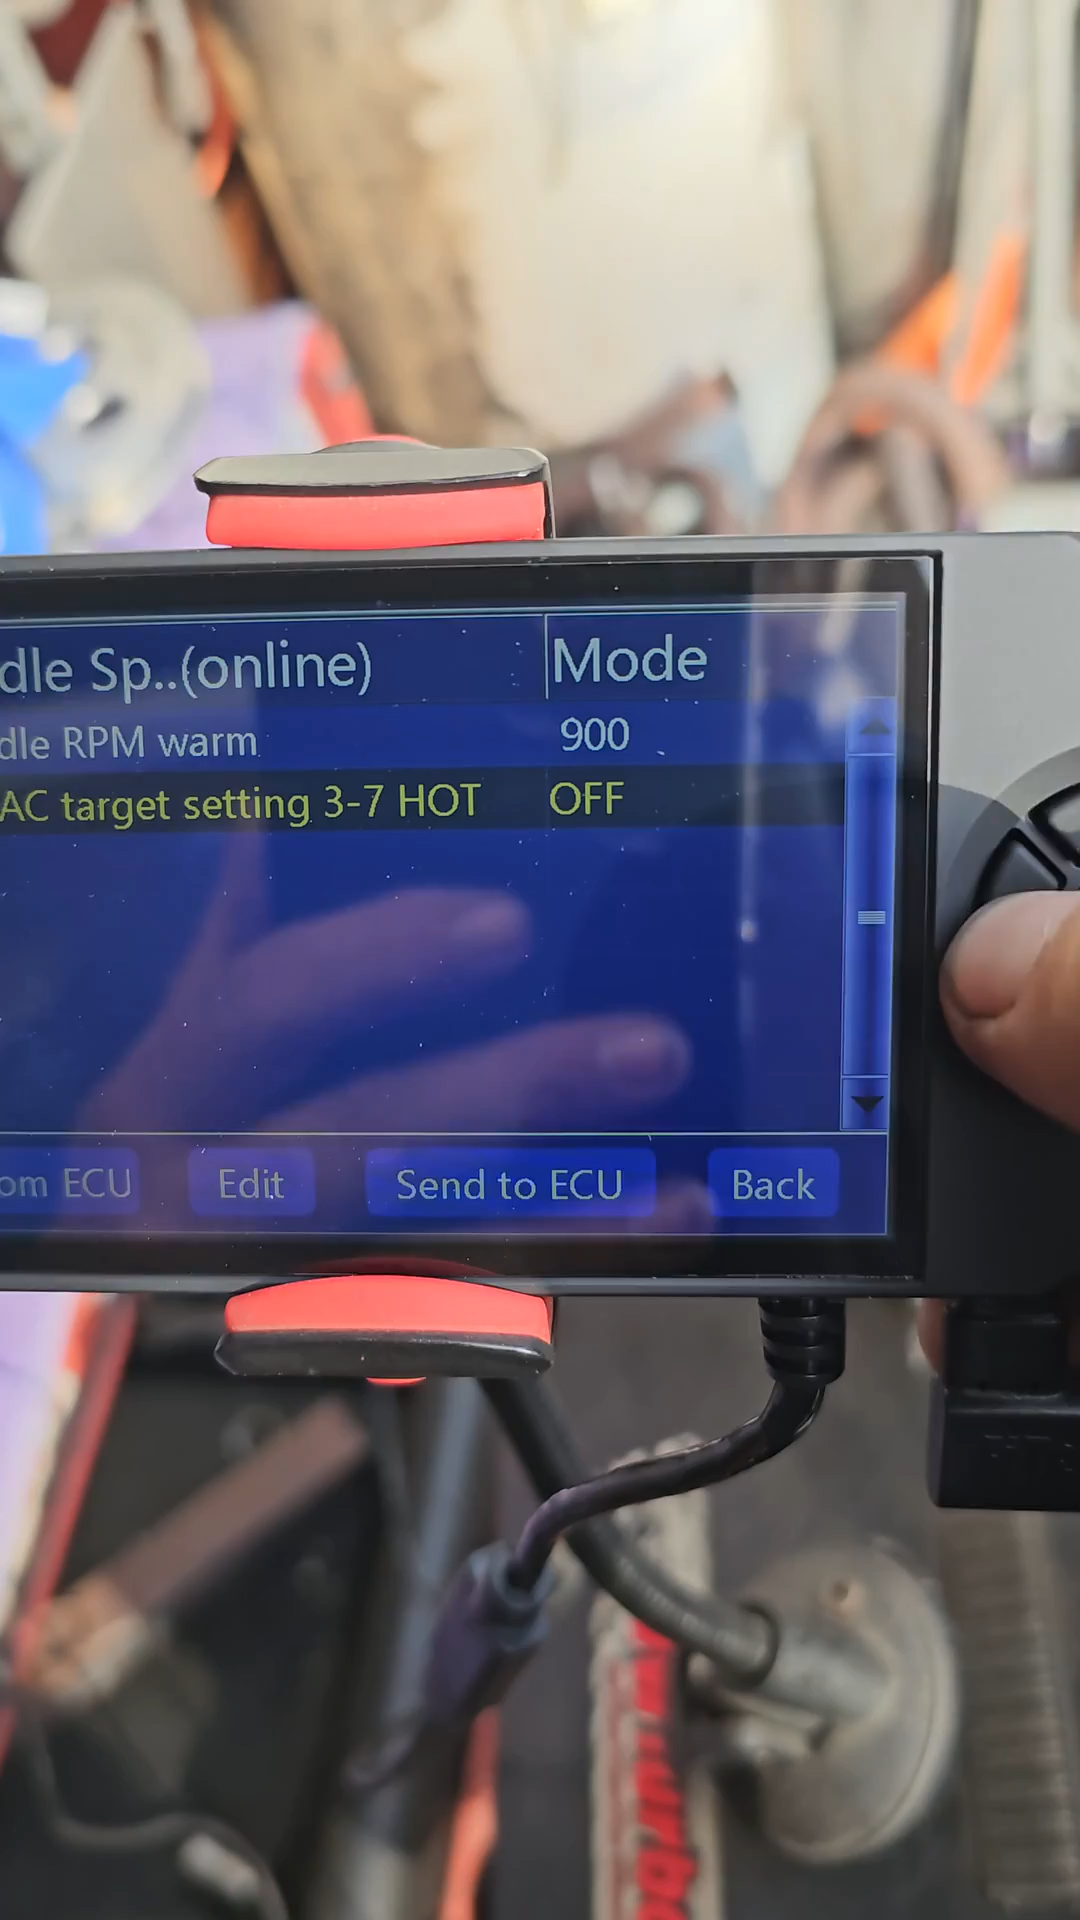 dle Sp..(online) Mode
dle RPM warm 900
AC target setting 3-7 HOT OFF
om ECU Edit Send to ECU Back